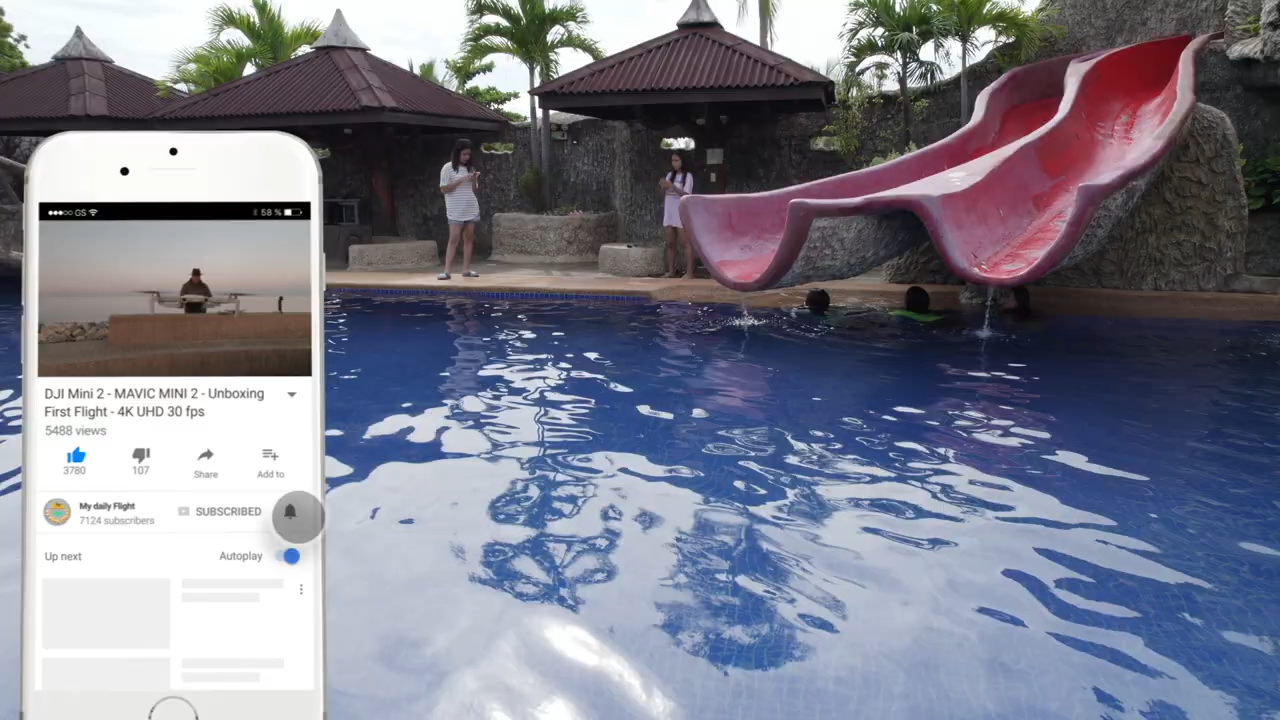 GS 58 %
DJI Mini 2 - MAVIC MINI 2 - Unboxing
First Flight - 4K UHD 30 fps
5488 views
3780 107 Share Add to
My daily Flight
7124 subscribers
SUBSCRIBED
Up next Autoplay